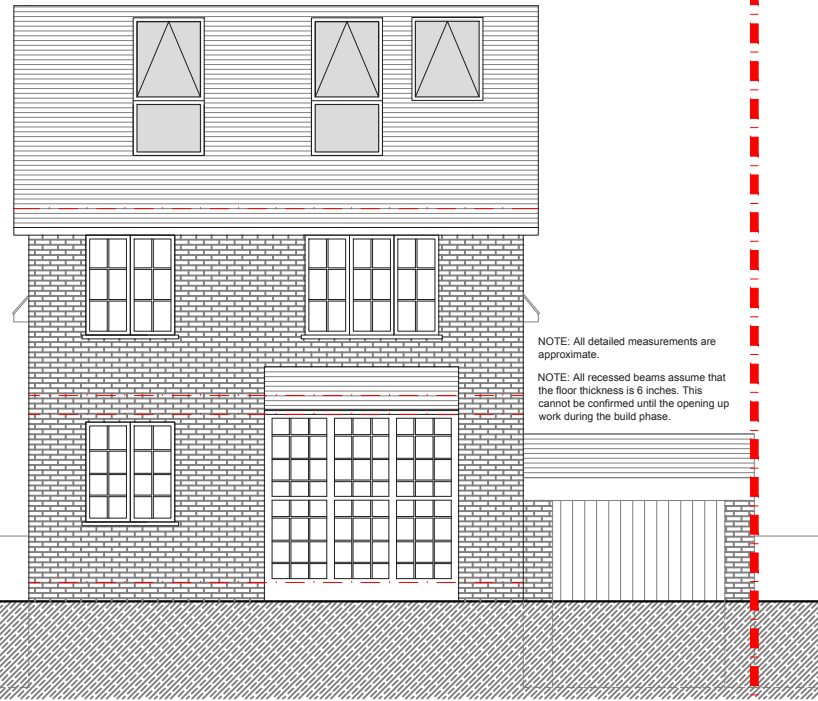 NOTE: All detailed measurements are
approximate.
NOTE: All recessed beams assume that
the floor thickness is 6 inches. This
cannot be confirmed until the opening up
work during the build phase.